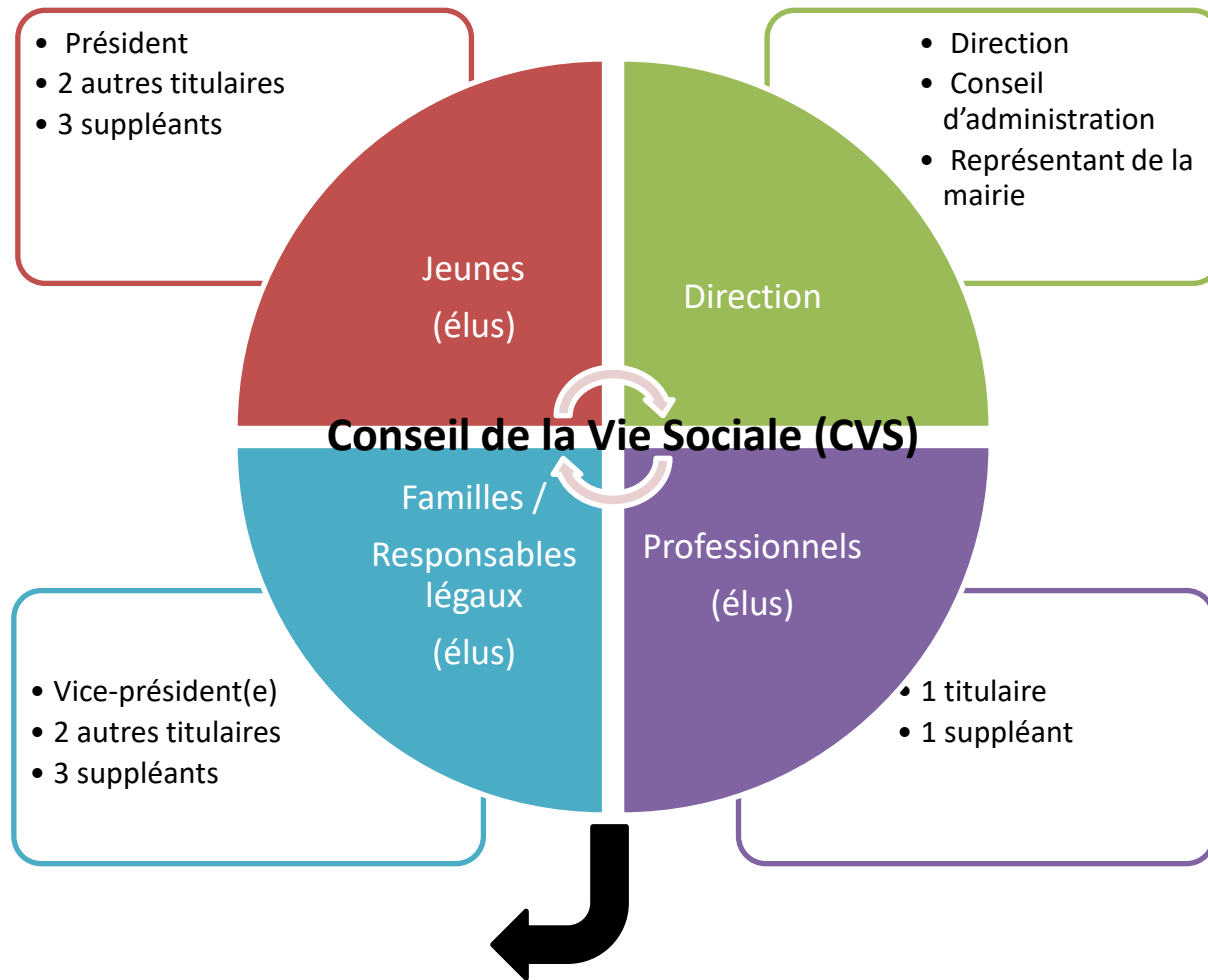 • Président
• 2 autres titulaires
• 3 suppléants
• Direction
• Conseil
d'administration
• Représentant de la
mairie
Jeunes
(élus)
Direction
Conseil de la Vie Sociale (CVS)
Familles /
Responsables
légaux
(élus)
Professionnels
(élus)
• Vice-président(e)
• 2 autres titulaires
• 3 suppléants
• 1 titulaire
• 1 suppléant